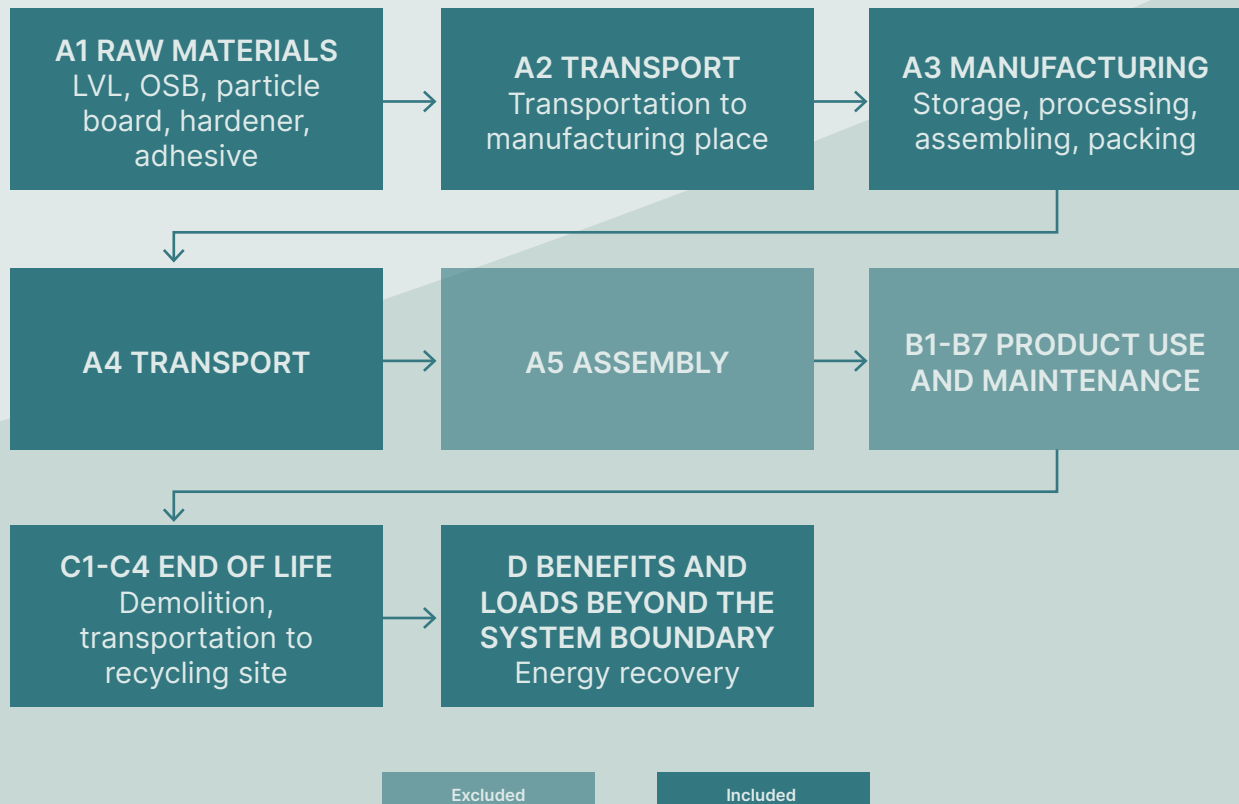 A1 RAW MATERIALS
LVL, OSB, particle
board, hardener,
adhesive
A2 TRANSPORT
Transportation to
manufacturing place
A3 MANUFACTURING
Storage, processing,
assembling, packing
A4 TRANSPORT
A5 ASSEMBLY
B1-B7 PRODUCT USE
AND MAINTENANCE
C1-C4 END OF LIFE
Demolition,
transportation to
recycling site
D BENEFITS AND
LOADS BEYOND THE
SYSTEM BOUNDARY
Energy recovery
Excluded
Included